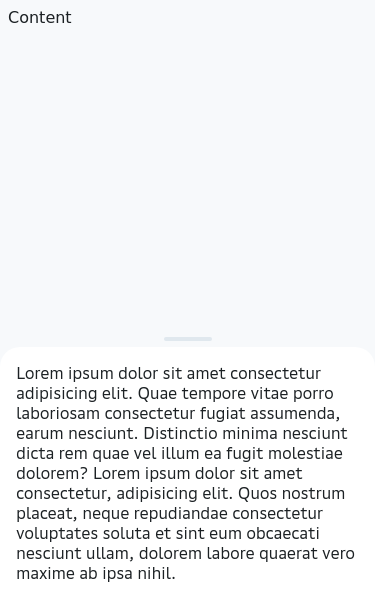 Content
Lorem ipsum dolor sit amet consectetur
adipisicing elit. Quae tempore vitae porro
laboriosam consectetur fugiat assumenda,
earum nesciunt. Distinctio minima nesciunt
dicta rem quae vel illum ea fugit molestiae
dolorem? Lorem ipsum dolor sit amet
consectetur, adipisicing elit. Quos nostrum
placeat, neque repudiandae consectetur
voluptates soluta et sint eum obcaecati
nesciunt ullam, dolorem labore quaerat vero
maxime ab ipsa nihil.